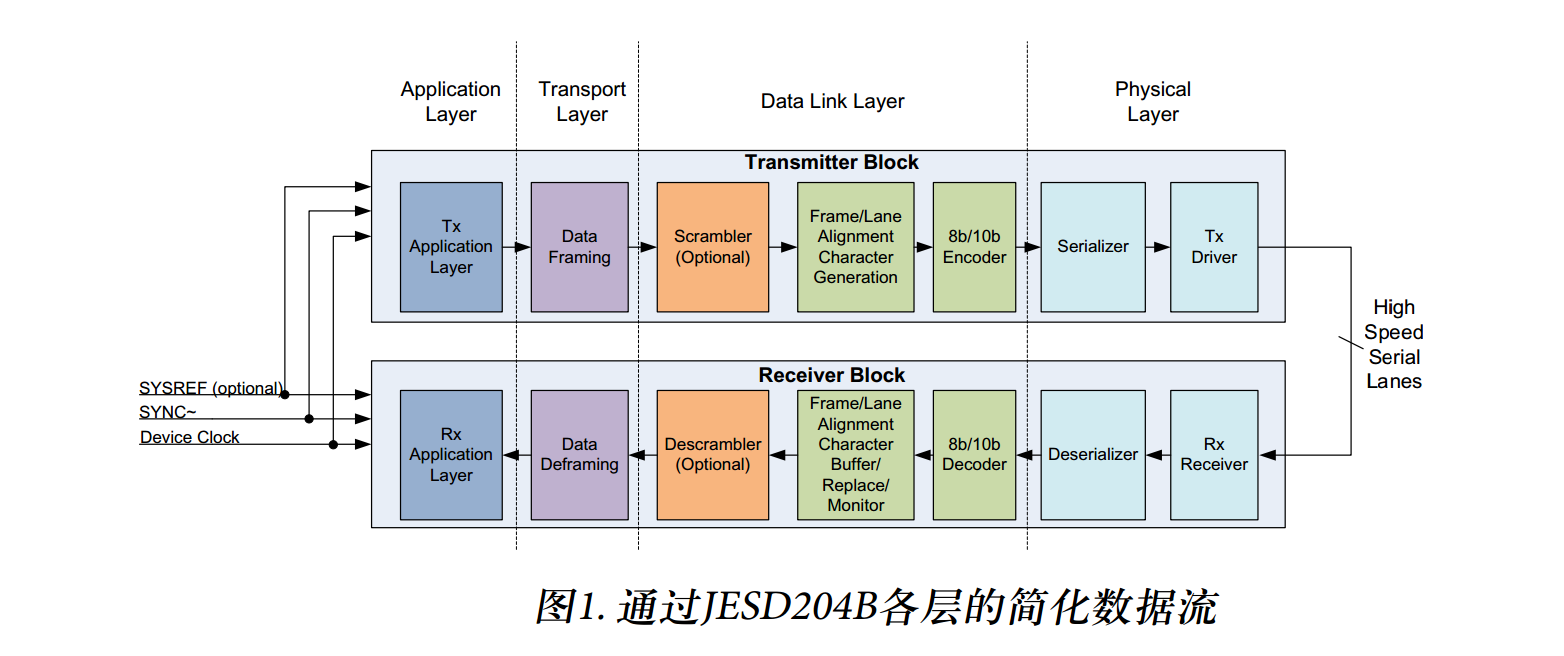 Application
Layer
Transport
Layer
Data Link Layer
Physical
Layer
Transmitter Block
Tx
Application
Layer
Data
Framing
Scrambler
(Optional)
Frame/Lane
Alignment
Character
Generation
8b/10b
Encoder
Serializer
Tx
Driver
High
Speed
Serial
Lanes
SYSREF (optional)
SYNC~
Device Clock
Receiver Block
Rx
Application
Layer
Data
Deframing
Descrambler
(Optional)
Frame/Lane
Alignment
Character
Buffer/
Replace/
Monitor
8b/10b
Decoder
Deserializer
Rx
Receiver
图1. 通过JESD204B各层的简化数据流